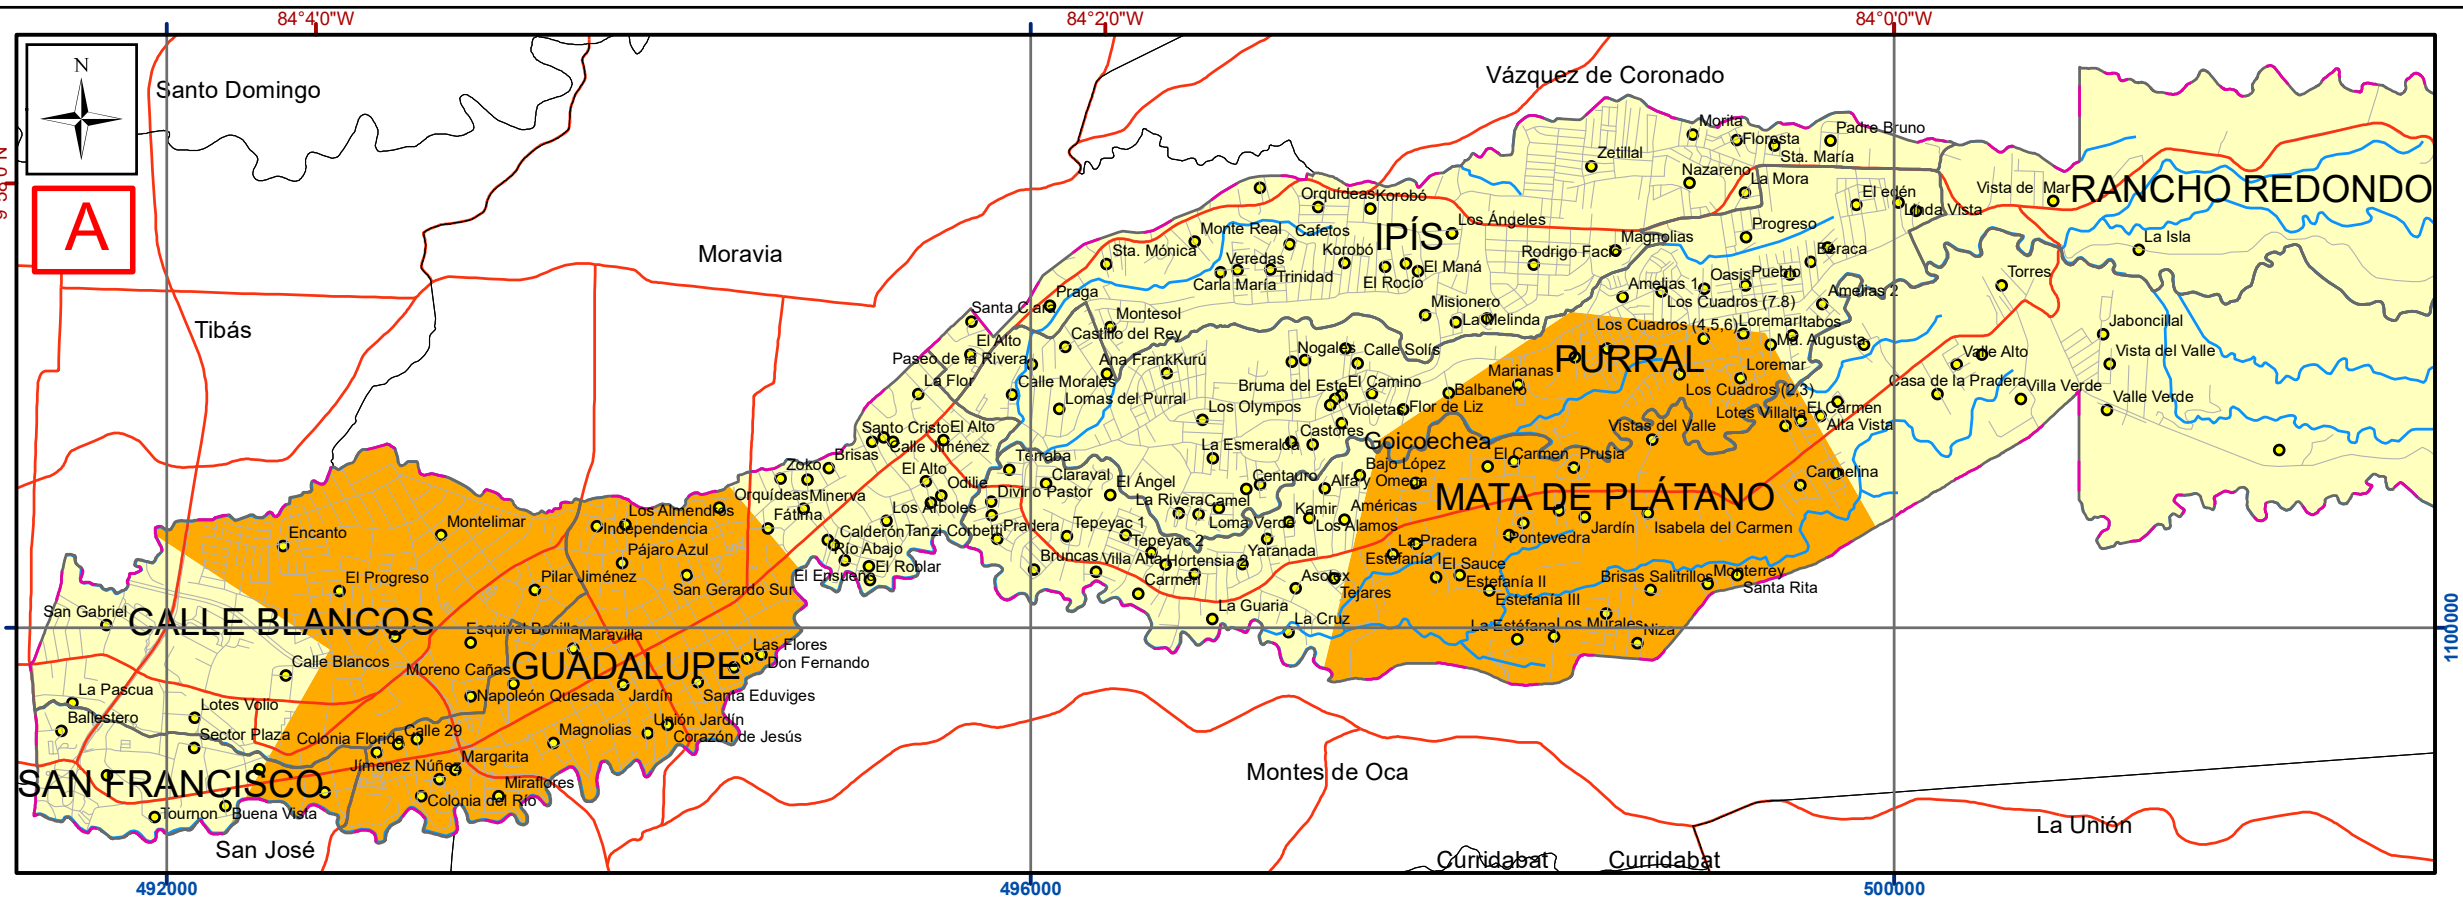 84°4'0"W
84°2'0"W
84°0'0"W
N
A
Santo Domingo
Vázquez de Coronado
Moravia
Tibás
Montes de Oca
La Unión
Curridabat
Curridabat
San José
Goicoechea
RANCHO REDONDO
IPÍS
PURRAL
MATA DE PLÁTANO
CALLE BLANCOS
GUADALUPE
SAN FRANCISCO
Morita
Floresta
Padre Bruno
Sta. María
Zetillal
Nazareno
La Mora
El edén
Linda Vista
Vista de Mar
Orquídeas
Korobó
Los Ángeles
Monte Real
Cafetos
Korobó
Rodrigo Facio
Magnolias
Progreso
Beraca
La Isla
Sta. Mónica
Veredas
Trinidad
Carla María
El Maná
El Rocío
Oasis
Pueblo
Torres
Amelias 1
Amelias 2
Los Cuadros (7.8)
Praga
Santa Clara
Montesol
Castillo del Rey
Misionero
La Melinda
Los Cuadros (4,5,6)
Loremar
Itabos
Jaboncillal
El Alto
Paseo de la Rivera
Ana Frank
Kurú
Nogales
Calle Solís
Md. Augusta
Valle Alto
Vista del Valle
La Flor
Calle Morales
Bruma del Este
El Camino
Marianas
Balbanero
Loremar
Los Cuadros (2,3)
Casa de la Pradera
Villa Verde
Valle Verde
Lomas del Purral
Los Olympos
Violetas
Flor de Liz
Lotes Villalta
El Carmen
Alta Vista
Vistas del Valle
Santo Cristo
El Alto
Calle Jiménez
Castores
La Esmeralda
El Carmen
Prusia
Zoko
Brisas
Terraba
Claraval
Bajo López
Carmelina
El Alto
Odilie
El Ángel
Centauro
Alfa y Omega
Orquídeas
Minerva
Divino Pastor
La Rivera
Camel
Kamir
Américas
Fátima
Los Arboles
Loma Verde
Los Alamos
Jardín
Isabela del Carmen
Calderón
Tanzi Corbetti
Pradera
Tepeyac 1
Tepeyac 2
Yaranada
La Pradera
Pontevedra
Río Abajo
El Roblar
El Ensueño
Bruncas
Villa Alta
Hortensia 2
Carmen
Estefanía I
El Sauce
Estefanía II
Estefanía III
Brisas
Salitrillos
Monterrey
Santa Rita
Asotex
Tejares
La Guaria
La Cruz
La Estéfana
Los Murales
Niza
Encanto
Montelimar
Los Almendros
Independencia
Pájaro Azul
El Progreso
Pilar Jiménez
San Gerardo Sur
San Gabriel
Esquivel Bonilla
Maravilla
Las Flores
Don Fernando
Calle Blancos
Moreno Cañas
Napoleón Quesada
Jardín
Santa Eduviges
La Pascua
Ballestero
Lotes Volio
Sector Plaza
Colonia Florida
Calle 29
Magnolias
Unión Jardín
Corazón de Jesús
Jímenez Núñez
Margarita
Miraflores
Colonia del Río
Tournon
Buena Vista
492000
496000
500000
1100000